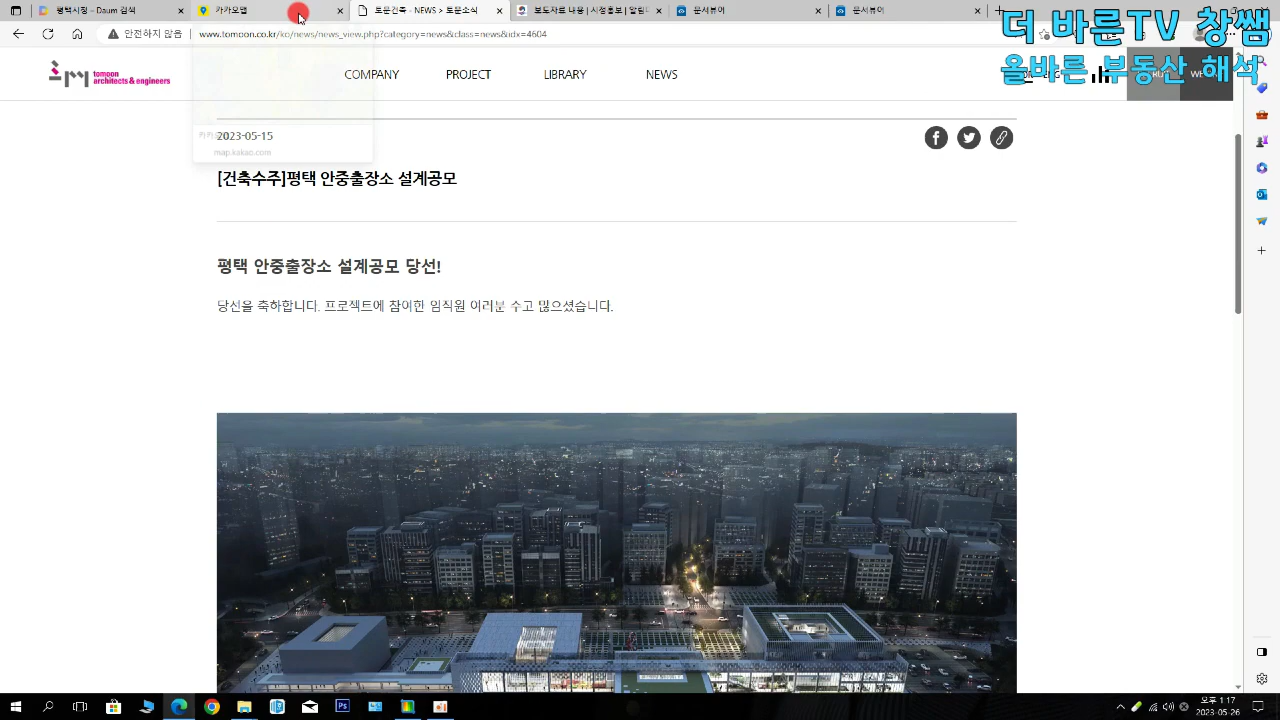 평택시청 - Daum 검색
카카오맵
토문건축 - NEWS > 토문소식
보도자료 내용 | 시정홍보 | 알림
문서뷰어
문서뷰어
더 바른TV 창쌤
안전하지 않음
www.tomoon.co.kr/ko/news/news_view.php?category=news&class=news&idx=4604
올바른 부동산 해석
tomoon
architects & engineers
COMPANY
PROJECT
LIBRARY
NEWS
2023-05-15
map.kakao.com
[건축수주]평택 안중출장소 설계공모
평택 안중출장소 설계공모 당선!
당선을 축하합니다. 프로젝트에 참여한 임직원 여러분 수고 많으셨습니다.
오후 1:17
2023-05-26